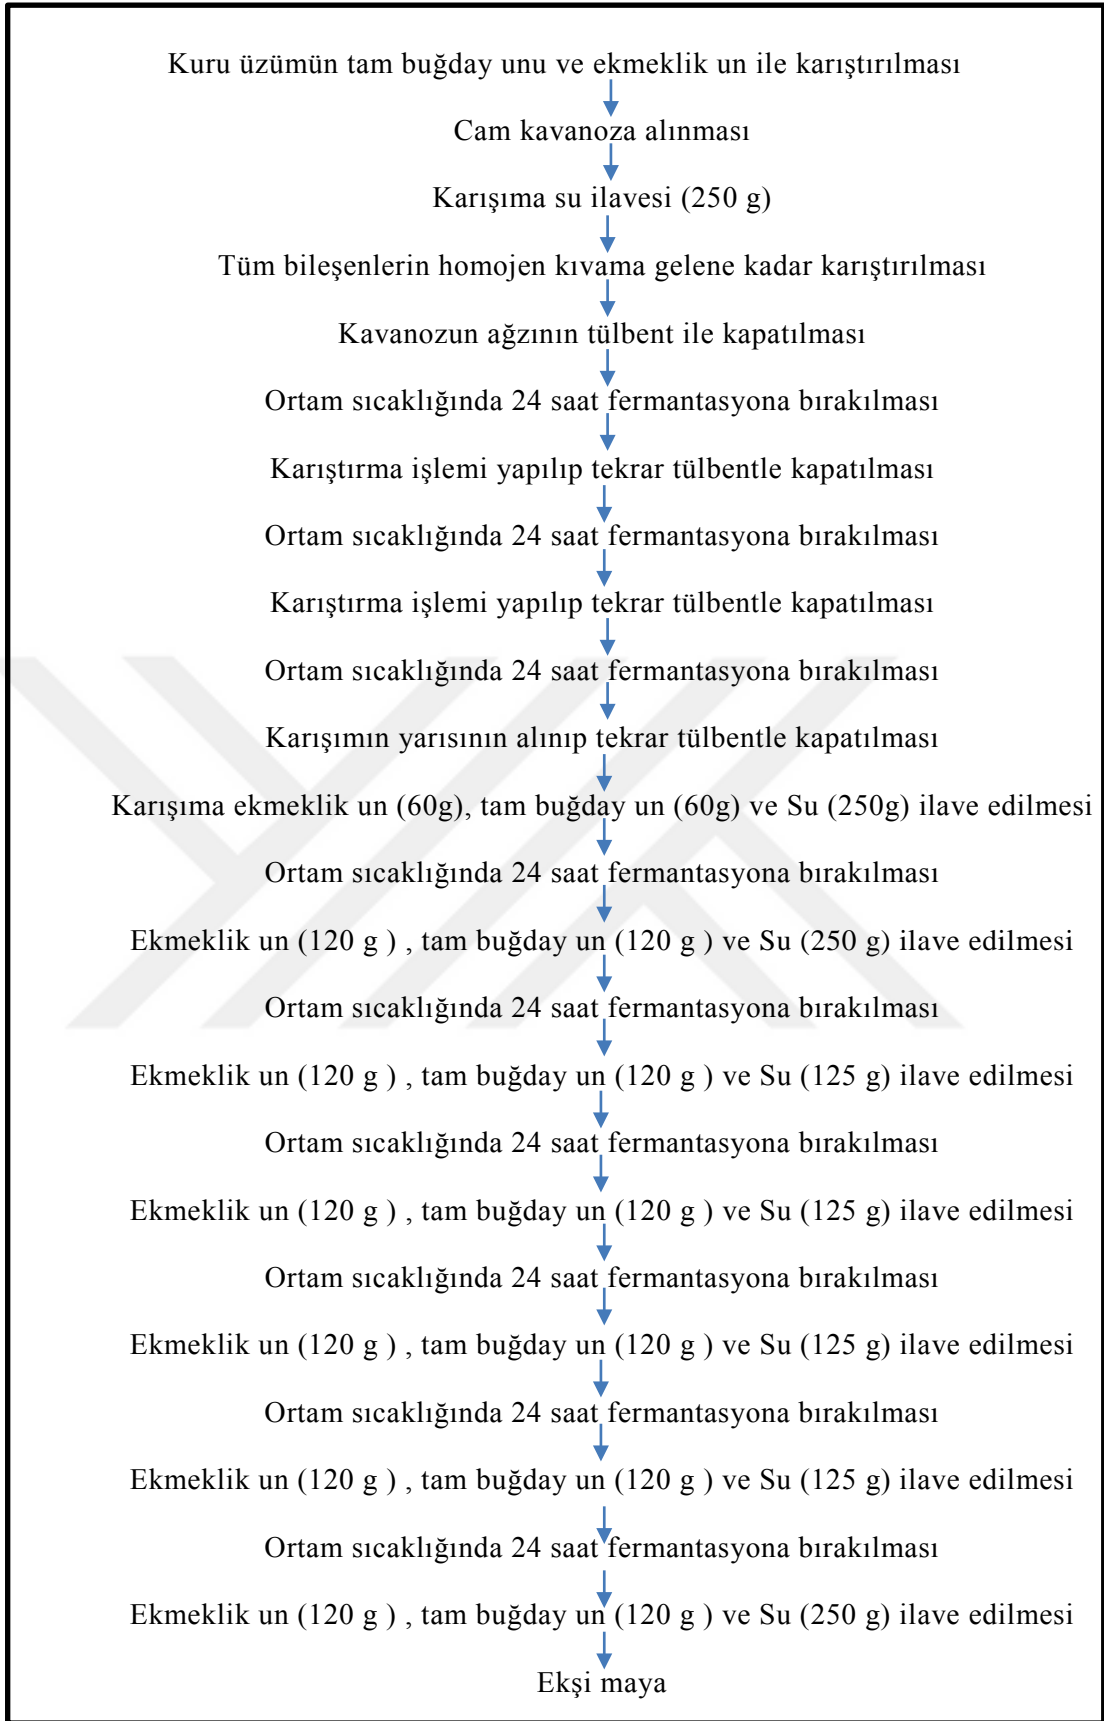 Kuru üzümün tam buğday unu ve ekmeklik un ile karıştırılması
Cam kavanoza alınması
Karışıma su ilavesi (250 g)
Tüm bileşenlerin homojen kıvama gelene kadar karıştırılması
Kavanozun ağzının tülbent ile kapatılması
Ortam sıcaklığında 24 saat fermantasyona bırakılması
Karıştırma işlemi yapılıp tekrar tülbentle kapatılması
Ortam sıcaklığında 24 saat fermantasyona bırakılması
Karıştırma işlemi yapılıp tekrar tülbentle kapatılması
Ortam sıcaklığında 24 saat fermantasyona bırakılması
Karışımın yarısının alınıp tekrar tülbentle kapatılması
Karışıma ekmeklik un (60g), tam buğday un (60g) ve Su (250g) ilave edilmesi
Ortam sıcaklığında 24 saat fermantasyona bırakılması
Ekmeklik un (120 g ) , tam buğday un (120 g ) ve Su (250 g) ilave edilmesi
Ortam sıcaklığında 24 saat fermantasyona bırakılması
Ekmeklik un (120 g ) , tam buğday un (120 g ) ve Su (125 g) ilave edilmesi
Ortam sıcaklığında 24 saat fermantasyona bırakılması
Ekmeklik un (120 g ) , tam buğday un (120 g ) ve Su (125 g) ilave edilmesi
Ortam sıcaklığında 24 saat fermantasyona bırakılması
Ekmeklik un (120 g ) , tam buğday un (120 g ) ve Su (125 g) ilave edilmesi
Ortam sıcaklığında 24 saat fermantasyona bırakılması
Ekmeklik un (120 g ) , tam buğday un (120 g ) ve Su (125 g) ilave edilmesi
Ortam sıcaklığında 24 saat fermantasyona bırakılması
Ekmeklik un (120 g ) , tam buğday un (120 g ) ve Su (250 g) ilave edilmesi
Ekşi maya